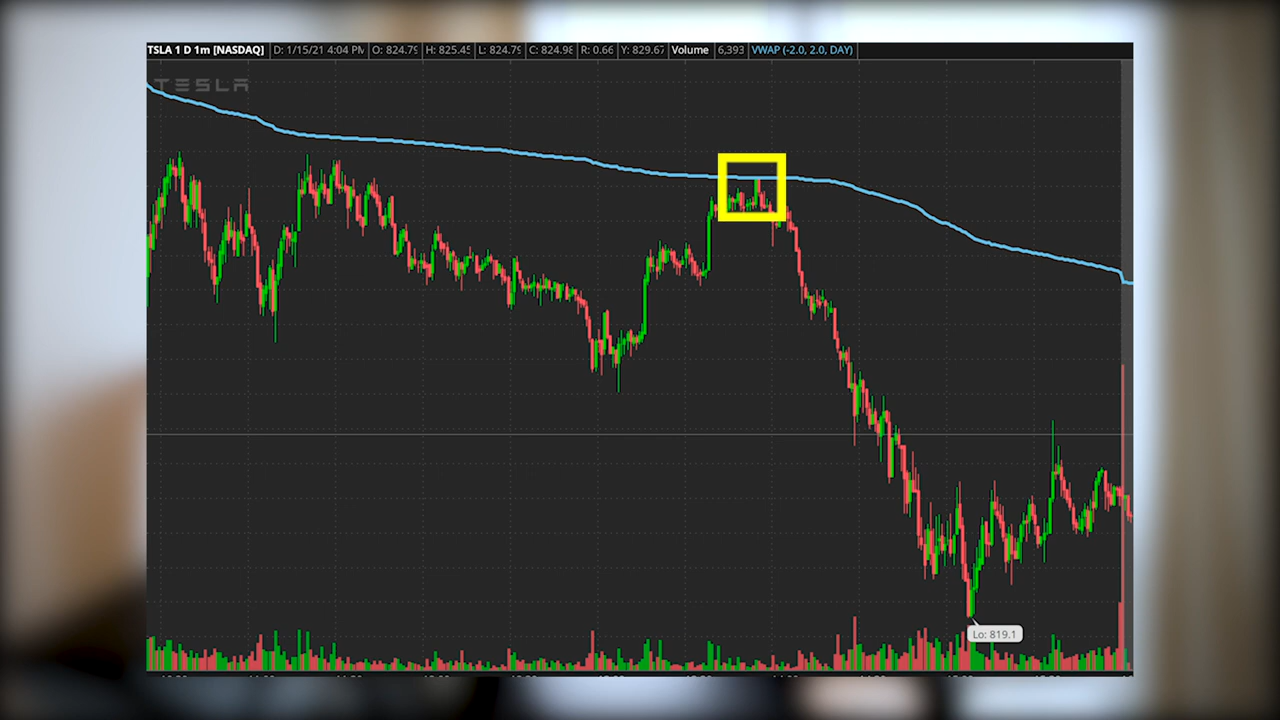 TSLA 1 D 1m [NASDAQ] D: 1/15/21 4:04 PM O: 824.79 H: 825.45 L: 824.79 C: 824.98 R: 0.66 Y: 829.67 Volume 6,393 VWAP (-2.0, 2.0, DAY)
TESLA
Lo: 819.1